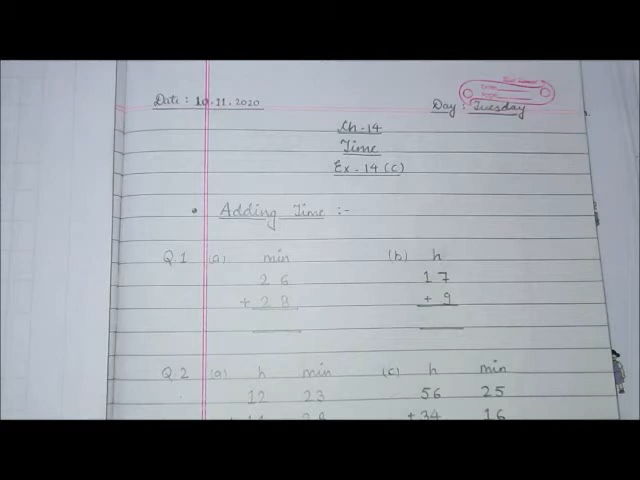 Date : 10.11.2020
Day : Tuesday
Ch - 14
Time
Ex - 14 (c)
• Adding Time :-
Q.1 (a) min (b) h
2 6 1 7
+ 2 8 + 9
Q.2 (a) h min (c) h min
12 23 56 25
+34 16